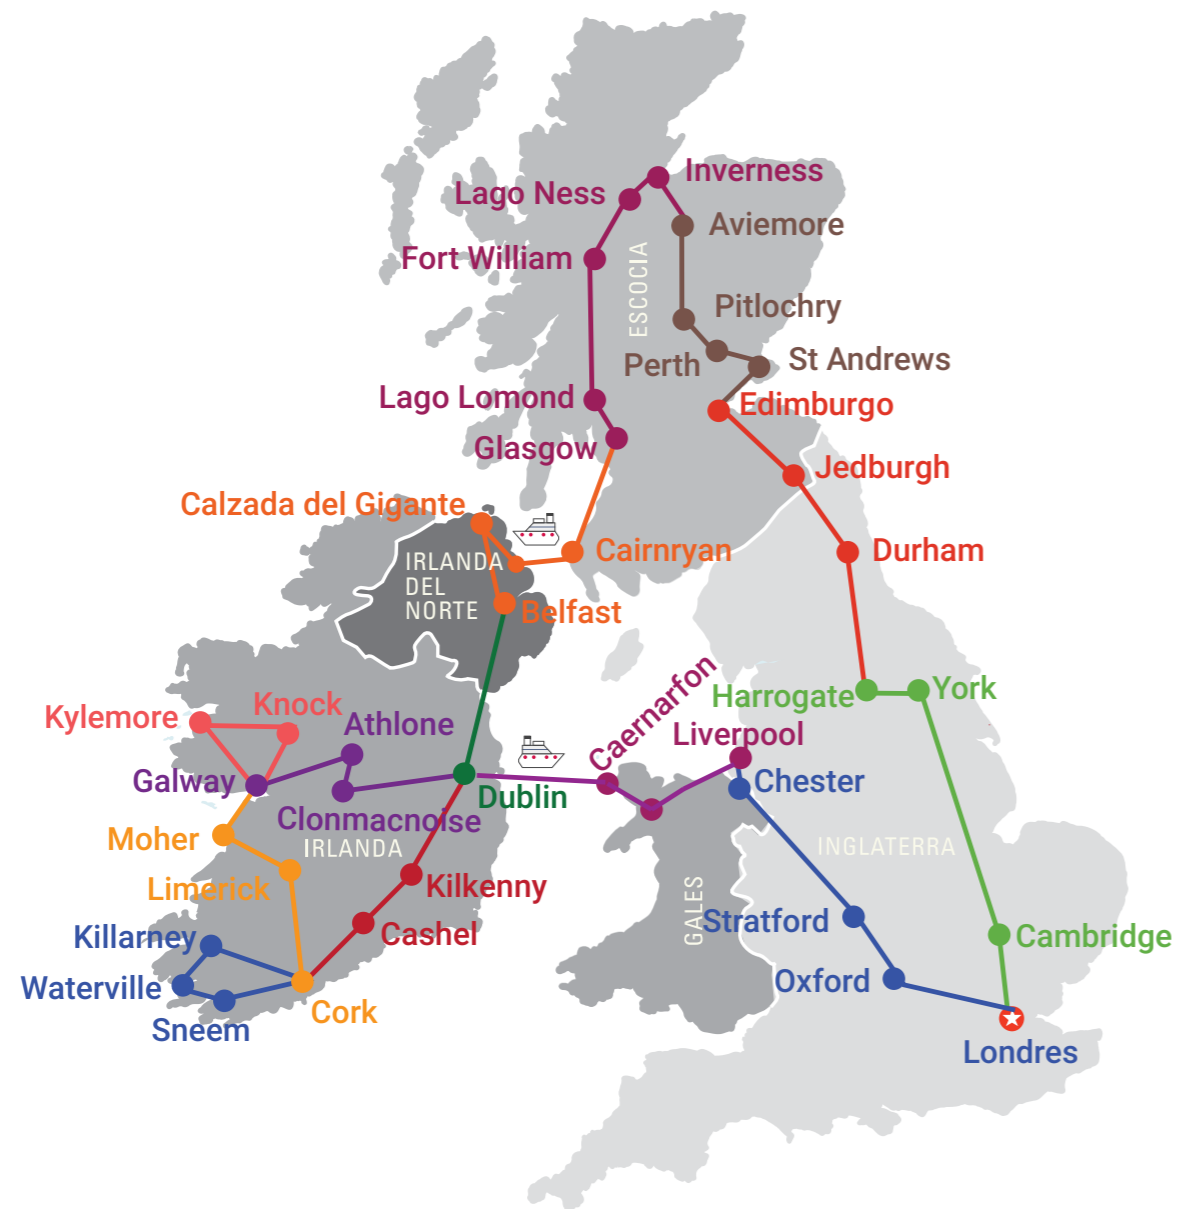 Inverness
Lago Ness
Aviemore
Fort William
ESCOCIA
Pitlochry
Perth
St Andrews
Lago Lomond
Edimburgo
Glasgow
Jedburgh
Calzada del Gigante
Cairnryan
Durham
IRLANDA
DEL
NORTE
Belfast
Caernarfon
Harrogate
York
Knock
Kylemore
Athlone
Liverpool
Galway
Chester
Dublin
Clonmacnoise
Moher
IRLANDA
INGLATERRA
Limerick
Kilkenny
GALES
Stratford
Cashel
Killarney
Cambridge
Waterville
Oxford
Cork
Sneem
Londres